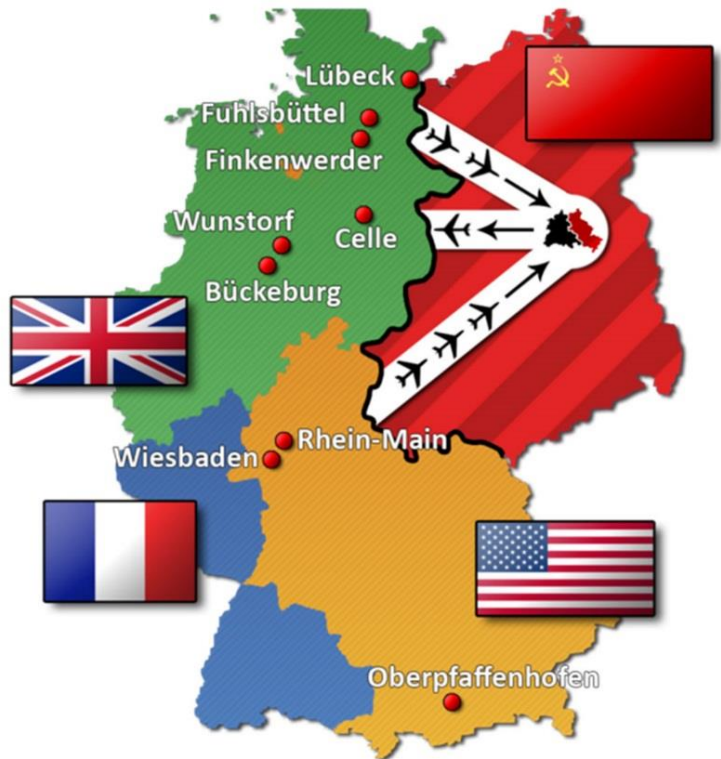 Lübeck
Fuhlsbüttel
Finkenwerder
Wunstorf
Celle
Bückeburg
Rhein-Main
Wiesbaden
Oberpfaffenhofen